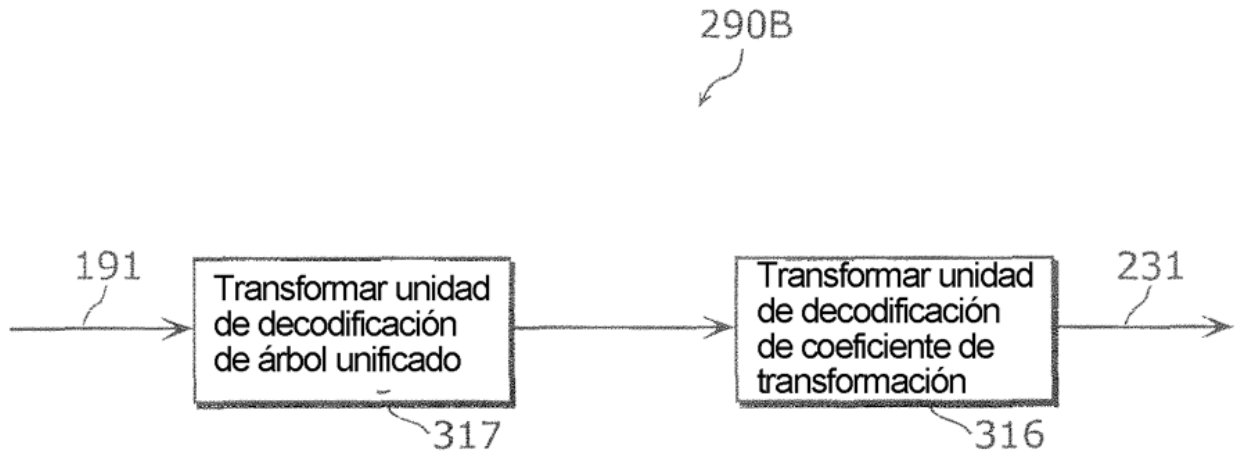 290B
191
Transformar unidad
de decodificación
de árbol unificado
317
Transformar unidad
de decodificación
de coeficiente de
transformación
316
231